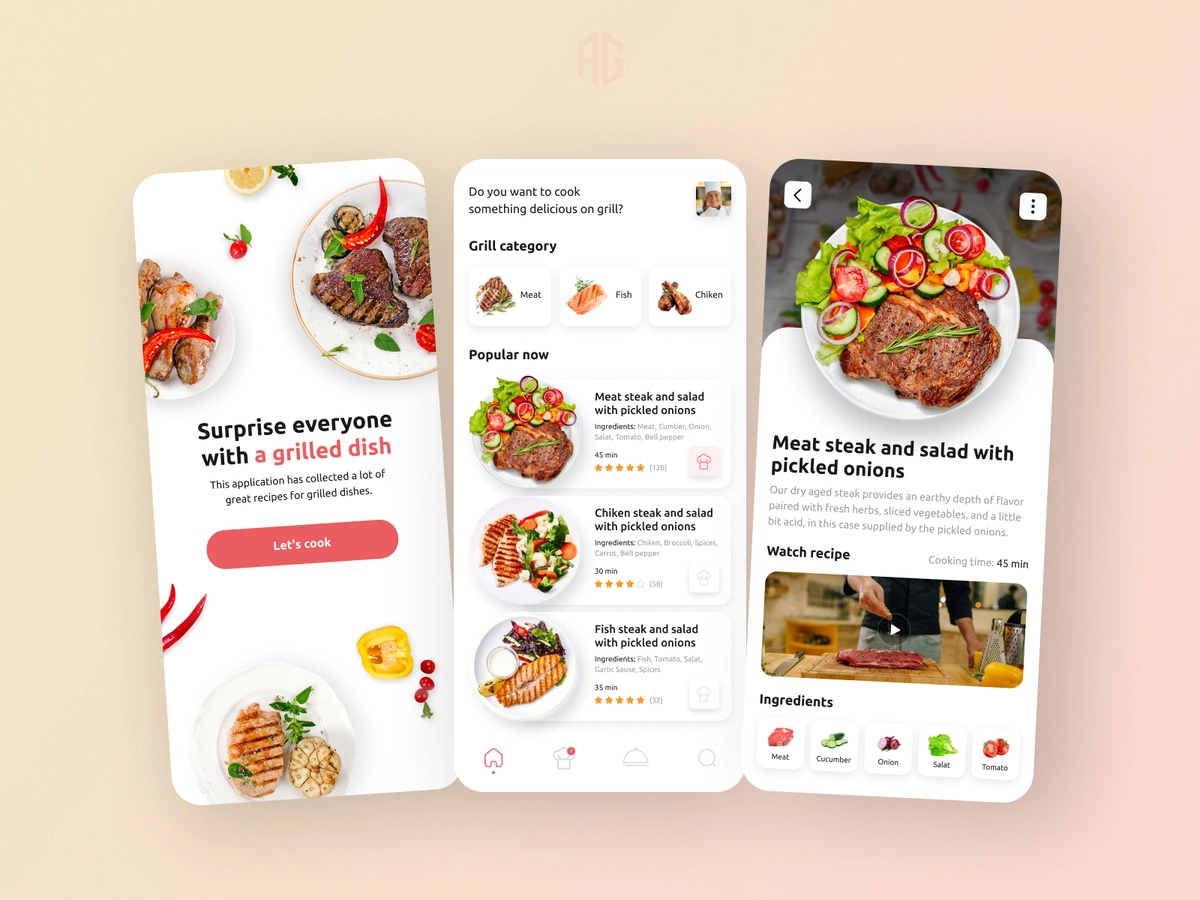 AG
Surprise everyone
with a grilled dish
This application has collected a lot of
great recipes for grilled dishes.
Let's cook
Do you want to cook
something delicious on grill?
Grill category
Meat
Fish
Chiken
Popular now
Meat steak and salad
with pickled onions
Ingredients: Meat, Cumber, Onion,
Salat, Tomato, Bell pepper
45 min
(120)
Chiken steak and salad
with pickled onions
Ingredients: Chiken, Broccoli, Spices,
Carrot, Bell pepper
30 min
(58)
Fish steak and salad
with pickled onions
Ingredients: Fish, Tomato, Salat,
Garlic Sause, Spices
35 min
(32)
Meat steak and salad with
pickled onions
Our dry aged steak provides an earthy depth of flavor
paired with fresh herbs, sliced vegetables, and a little
bit acid, in this case supplied by the pickled onions.
Watch recipe
Cooking time: 45 min
Ingredients
Meat
Cucumber
Onion
Salat
Tomato